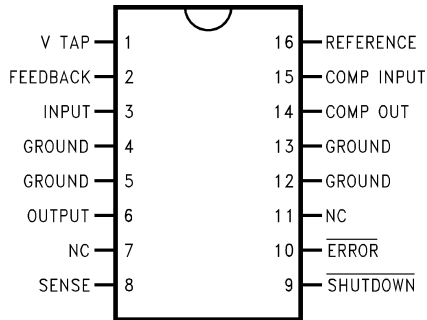 V TAP 1 16 REFERENCE
FEEDBACK 2 15 COMP INPUT
INPUT 3 14 COMP OUT
GROUND 4 13 GROUND
GROUND 5 12 GROUND
OUTPUT 6 11 NC
NC 7 10 ERROR
SENSE 8 9 SHUTDOWN